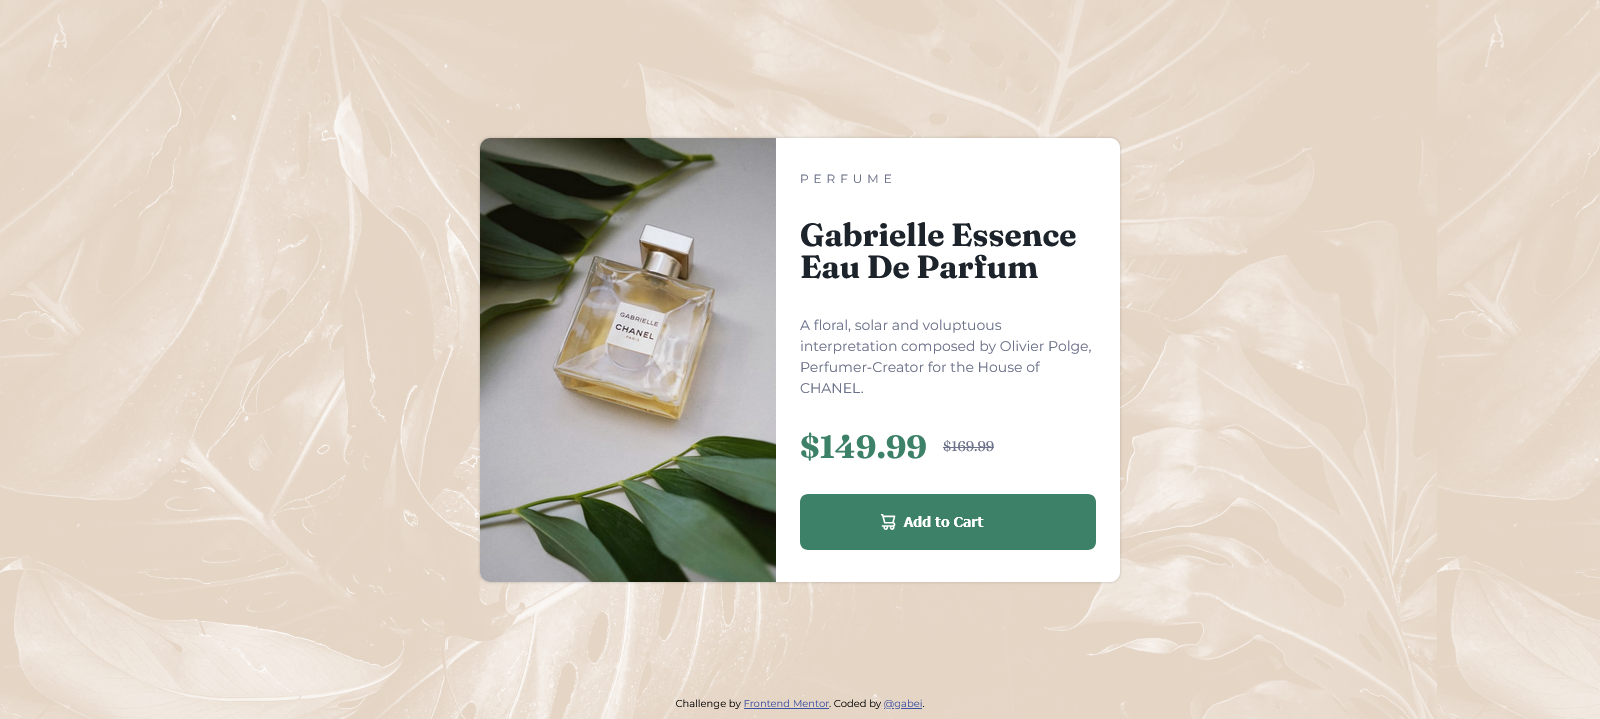 PERFUME
Gabrielle Essence
Eau De Parfum
A floral, solar and voluptuous
interpretation composed by Olivier Polge,
Perfumer-Creator for the House of
CHANEL.
$149.99 $169.99
Add to Cart
GABRIELLE
CHANEL
PARIS
Challenge by Frontend Mentor. Coded by @gabei.